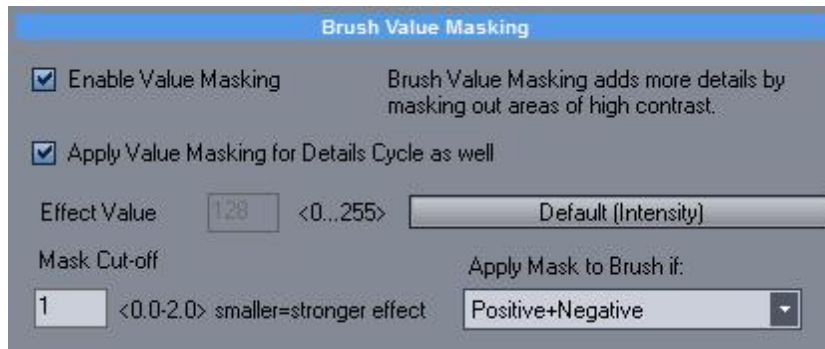 Brush Value Masking
Enable Value Masking
Brush Value Masking adds more details by
masking out areas of high contrast.
Apply Value Masking for Details Cycle as well
Effect Value 128 <0...255> Default (Intensity)
Mask Cut-off
Apply Mask to Brush if:
1 <0.0-2.0> smaller=stronger effect Positive+Negative